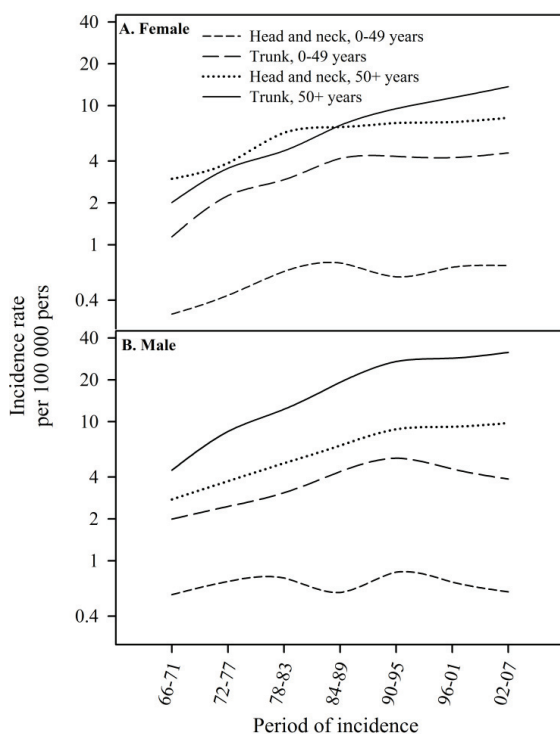 A. Female
Head and neck, 0-49 years
Trunk, 0-49 years
Head and neck, 50+ years
Trunk, 50+ years
40
20
10
4
2
1
0.4
Incidence rate
per 100 000 pers
B. Male
40
20
10
4
2
1
0.4
66-71
72-77
78-83
84-89
90-95
96-01
02-07
Period of incidence